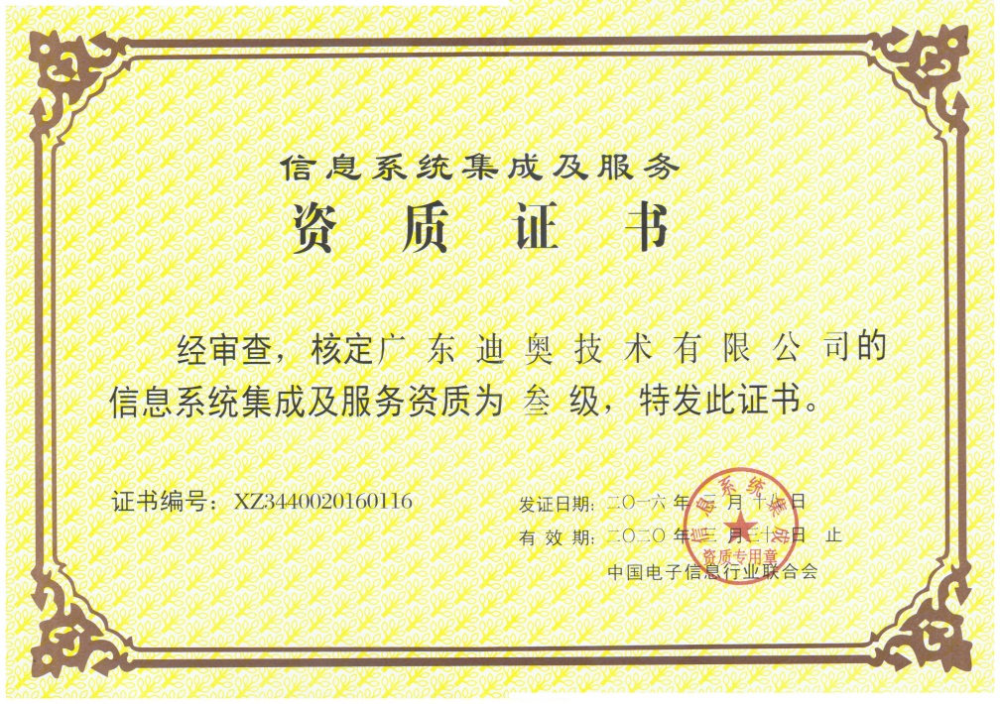 信息系统集成及服务
资质证书
经审查，核定广东迪奥技术有限公司的
信息系统集成及服务资质为 叁 级，特发此证书。
证书编号：XZ3440020160116
发证日期：二〇一六 年 月 十 日
有 效 期：二〇二〇 年 三 月 三十 日 止
中国电子信息行业联合会
信息系统集成
资质专用章